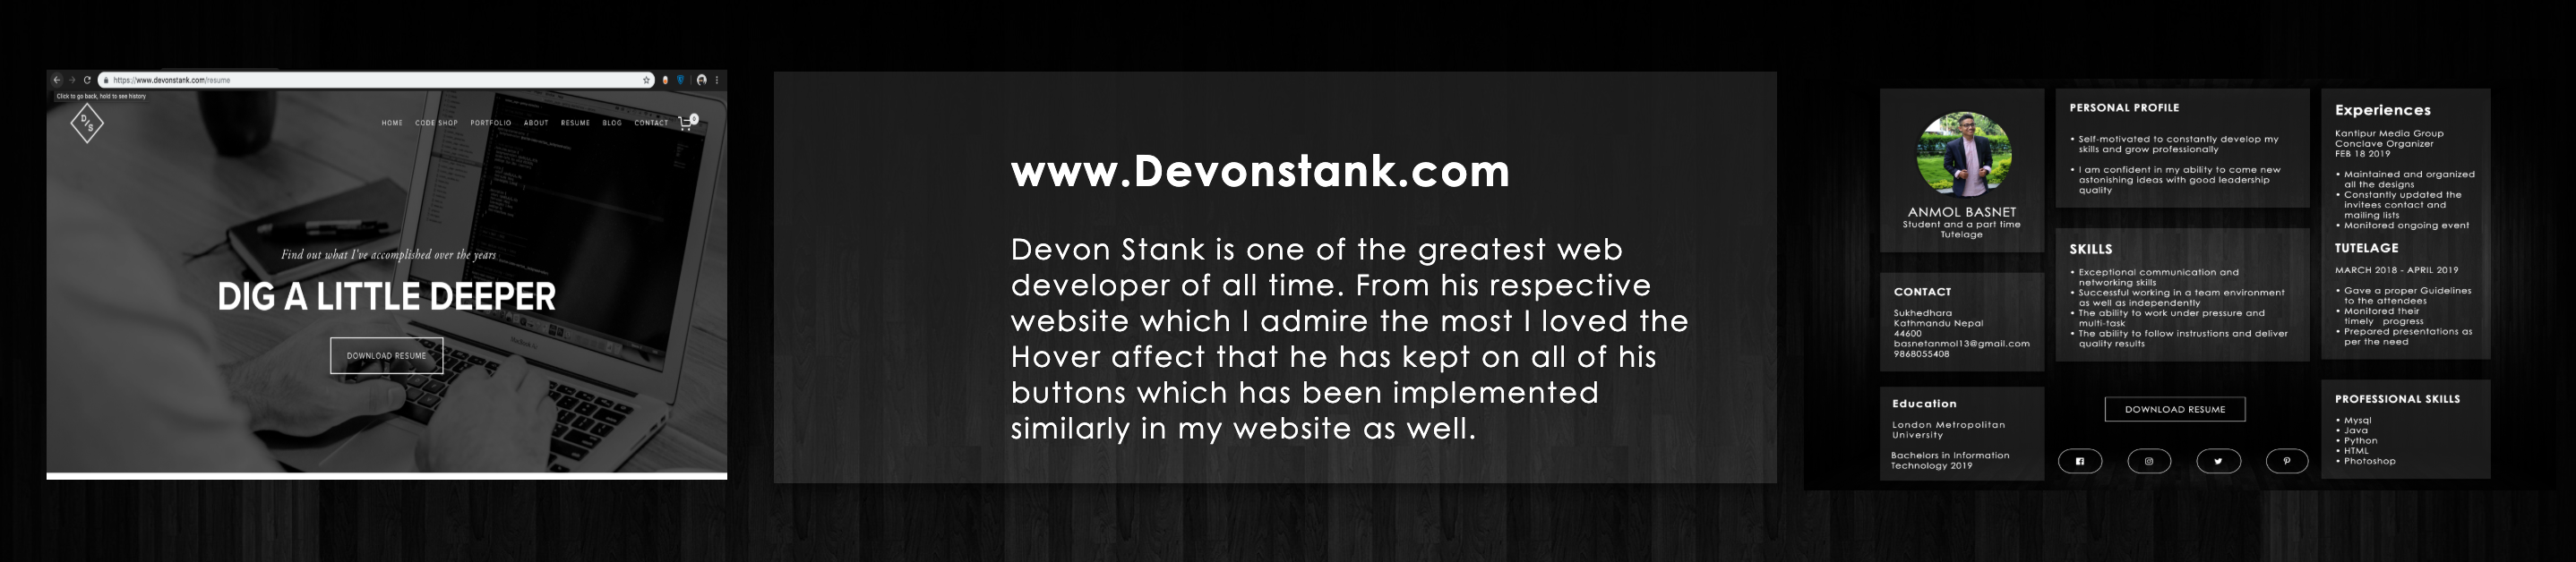 https://www.devonstank.com/resume
Click to go back, hold to see history
D/S
HOME CODE SHOP PORTFOLIO ABOUT RESUME BLOG CONTACT 0
Find out what I've accomplished over the years
DIG A LITTLE DEEPER
DOWNLOAD RESUME
www.Devonstank.com
Devon Stank is one of the greatest web
developer of all time. From his respective
website which I admire the most I loved the
Hover affect that he has kept on all of his
buttons which has been implemented
similarly in my website as well.
ANMOL BASNET
Student and a part time
Tutelage
CONTACT
Sukhedhara
Kathmandu Nepal
44600
basnetanmol13@gmail.com
9868055408
Education
London Metropolitan
University
Bachelors in Information
Technology 2019
PERSONAL PROFILE
• Self-motivated to constantly develop my
skills and grow professionally
• I am confident in my ability to come new
astonishing ideas with good leadership
quality
SKILLS
• Exceptional communication and
networking skills
• Successful working in a team environment
as well as independently
• The ability to work under pressure and
multi-task
• The ability to follow instrustions and deliver
quality results
DOWNLOAD RESUME
Experiences
Kantipur Media Group
Conclave Organizer
FEB 18 2019
• Maintained and organized
all the designs
• Constantly updated the
invitees contact and
mailing lists
• Monitored ongoing event
TUTELAGE
MARCH 2018 - APRIL 2019
• Gave a proper Guidelines
to the attendees
• Monitored their
timely progress
• Prepared presentations as
per the need
PROFESSIONAL SKILLS
• Mysql
• Java
• Python
• HTML
• Photoshop